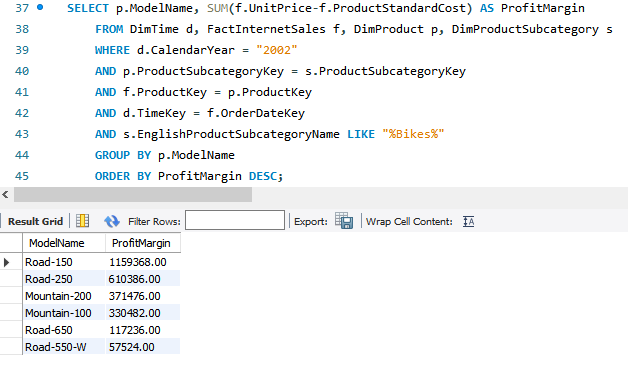 37 SELECT p.ModelName, SUM(f.UnitPrice-f.ProductStandardCost) AS ProfitMargin
38 FROM DimTime d, FactInternetSales f, DimProduct p, DimProductSubcategory s
39 WHERE d.CalendarYear = "2002"
40 AND p.ProductSubcategoryKey = s.ProductSubcategoryKey
41 AND f.ProductKey = p.ProductKey
42 AND d.TimeKey = f.OrderDateKey
43 AND s.EnglishProductSubcategoryName LIKE "%Bikes%"
44 GROUP BY p.ModelName
45 ORDER BY ProfitMargin DESC;
Result Grid Filter Rows: Export: Wrap Cell Content: IA
ModelName ProfitMargin
Road-150 1159368.00
Road-250 610386.00
Mountain-200 371476.00
Mountain-100 330482.00
Road-650 117236.00
Road-550-W 57524.00